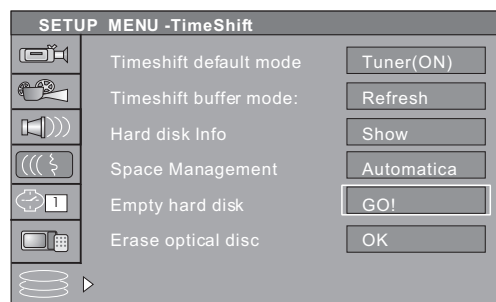 SETUP MENU -TimeShift
Timeshift default mode Tuner(ON)
Timeshift buffer mode: Refresh
Hard disk Info Show
Space Management Automatica
Empty hard disk GO!
1
Erase optical disc OK